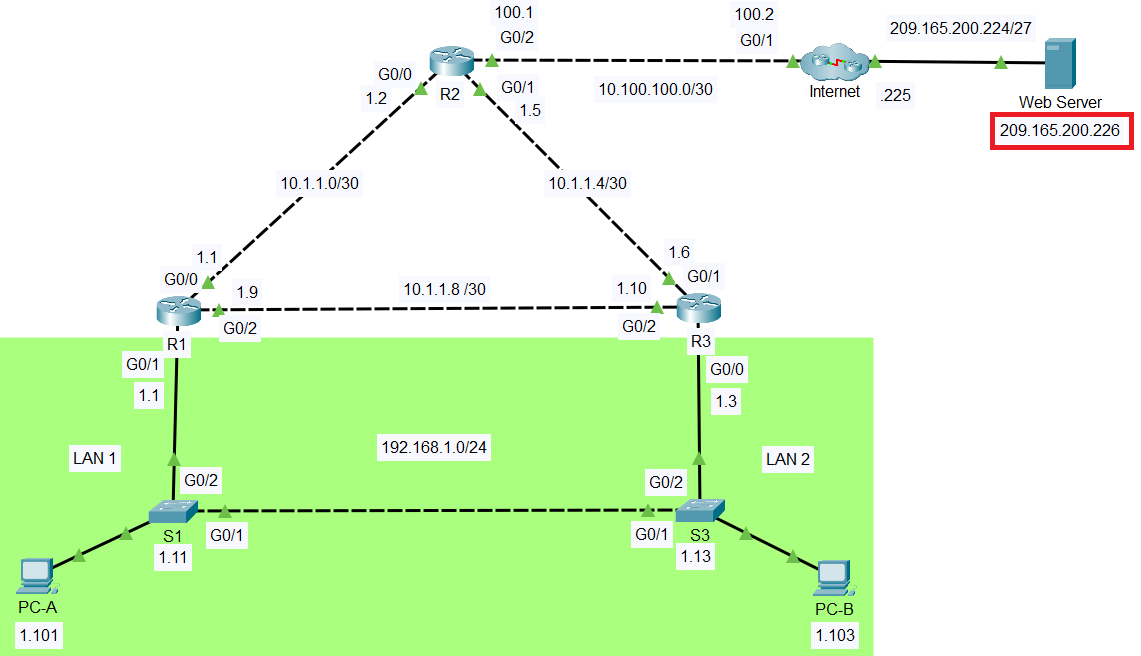 100.1
G0/2
100.2
G0/1
209.165.200.224/27
G0/0
1.2
R2
G0/1
1.5
10.100.100.0/30
Internet
.225
Web Server
209.165.200.226
10.1.1.0/30
10.1.1.4/30
1.1
G0/0
1.9
10.1.1.8 /30
1.10
1.6
G0/1
G0/2
G0/2
R1
R3
G0/1
1.1
G0/0
1.3
LAN 1
192.168.1.0/24
LAN 2
G0/2
G0/2
S1
G0/1
1.11
G0/1
S3
1.13
PC-A
1.101
PC-B
1.103